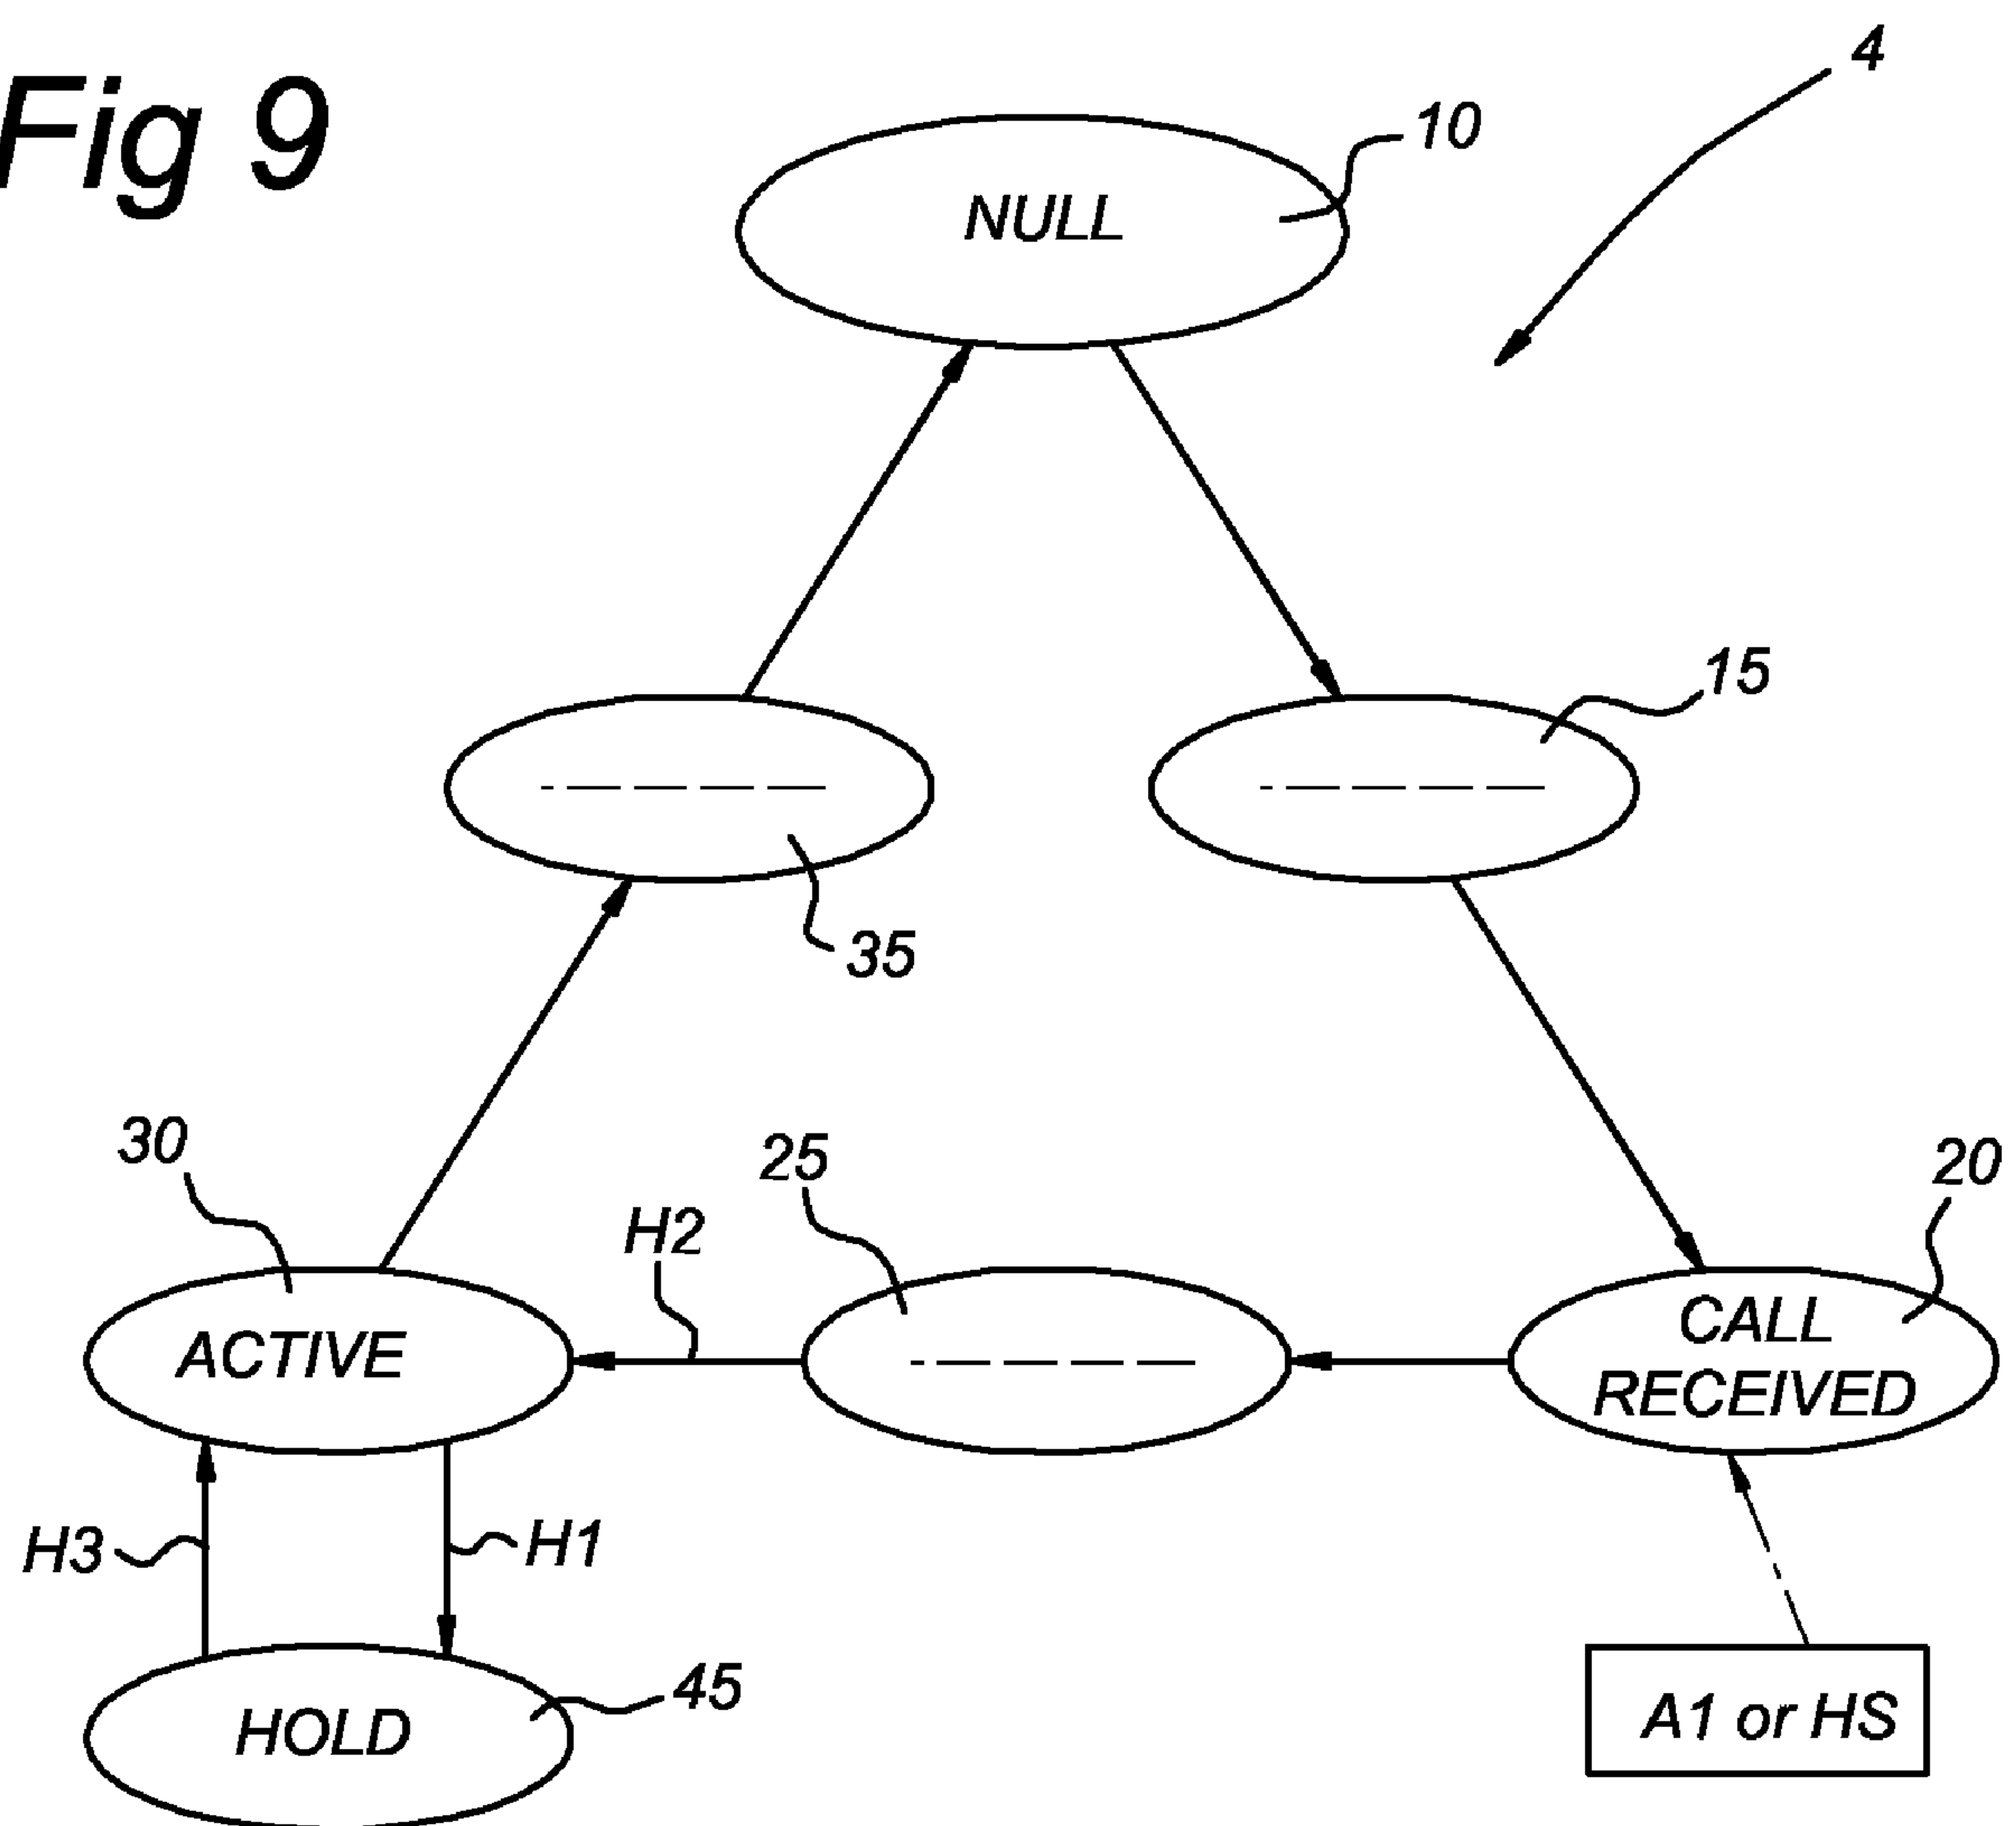 Fig 9
4
10
NULL
15
35
30
25
20
H2
ACTIVE
CALL
RECEIVED
H3
H1
45
HOLD
A1 or HS